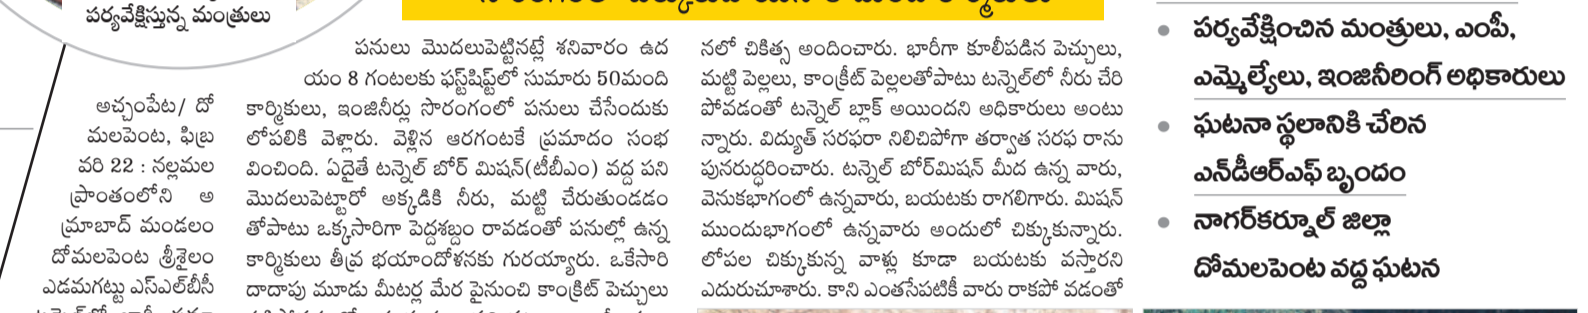 పర్యవేక్షిస్తున్న మంత్రులు
అచ్చంపేట/ దో
మలపెంట, ఫిబ్ర
వరి 22 : నల్లమల
ప్రాంతంలోని అ
మ్రాబాద్ మండలం
దోమలపెంట శ్రీశైలం
ఎడమగట్టు ఎస్ఎల్‌బీసీ
పనులు మొదలుపెట్టినట్లే శనివారం ఉద
యం 8 గంటలకు ఫస్ట్‌షిఫ్ట్‌లో సుమారు 50మంది
కార్మికులు, ఇంజినీర్లు సొరంగంలో పనులు చేసేందుకు
లోపలికి వెళ్లారు. వెళ్లిన ఆరగంటకే ప్రమాదం సంభ
వించింది. ఏదైతే టన్నెల్ బోర్ మిషన్(టీబీఎం) వద్ద పని
మొదలుపెట్టారో అక్కడికి నీరు, మట్టి చేరుతుండడం
తోపాటు ఒక్కసారిగా పెద్దశబ్దం రావడంతో పనుల్లో ఉన్న
కార్మికులు తీవ్ర భయాందోళనకు గురయ్యారు. ఒకేసారి
దాదాపు మూడు మీటర్ల మేర పైనుంచి కాంక్రిట్ పెచ్చులు
నలో చికిత్స అందించారు. భారీగా కూలీపడిన పెచ్చులు,
మట్టి పెల్లలు, కాంక్రీట్ పెల్లలతోపాటు టన్నెల్‌లో నీరు చేరి
పోవడంతో టన్నెల్ బ్లాక్ అయిందని అధికారులు అంటు
న్నారు. విద్యుత్ సరఫరా నిలిచిపోగా తర్వాత సరఫ రాను
పునరుద్ధరించారు. టన్నెల్ బోర్‌మిషన్ మీద ఉన్న వారు,
వెనుకభాగంలో ఉన్నవారు, బయటకు రాగలిగారు. మిషన్
ముందుభాగంలో ఉన్నవారు అందులో చిక్కుకున్నారు.
లోపల చిక్కుకున్న వాళ్లు కూడా బయటకు వస్తారని
ఎదురుచూశారు. కాని ఎంతసేపటికీ వారు రాకపో వడంతో
• పర్యవేక్షించిన మంత్రులు, ఎంపీ,
ఎమ్మెల్యేలు, ఇంజినీరింగ్ అధికారులు
• ఘటనా స్థలానికి చేరిన
ఎన్‌డీఆర్ఎఫ్ బృందం
• నాగర్‌కర్నూల్ జిల్లా
దోమలపెంట వద్ద ఘటన